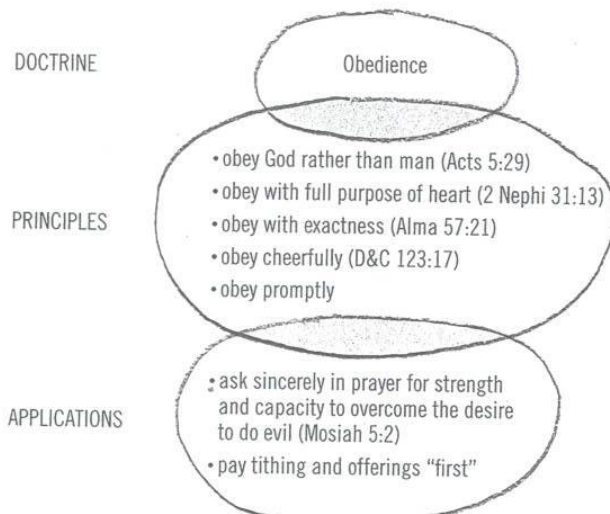 DOCTRINE
Obedience
PRINCIPLES
• obey God rather than man (Acts 5:29)
• obey with full purpose of heart (2 Nephi 31:13)
• obey with exactness (Alma 57:21)
• obey cheerfully (D&C 123:17)
• obey promptly
APPLICATIONS
• ask sincerely in prayer for strength
and capacity to overcome the desire
to do evil (Mosiah 5:2)
• pay tithing and offerings “first”